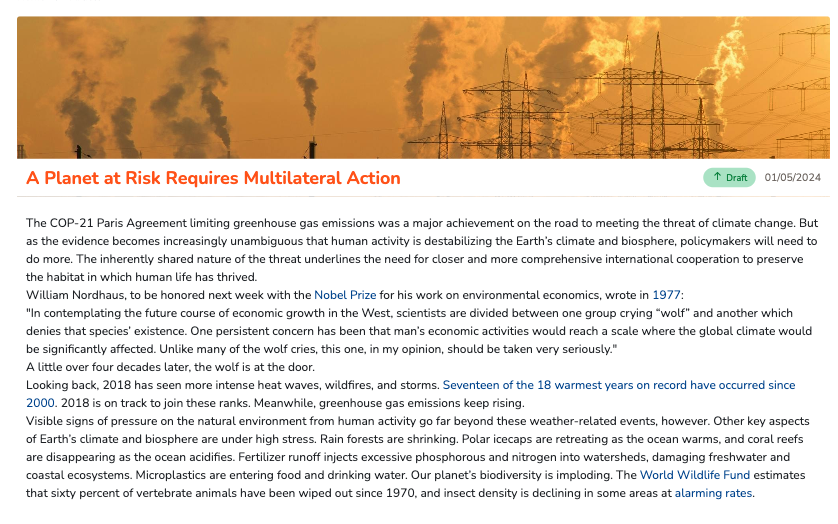 A Planet at Risk Requires Multilateral Action
↑ Draft
01/05/2024
The COP-21 Paris Agreement limiting greenhouse gas emissions was a major achievement on the road to meeting the threat of climate change. But
as the evidence becomes increasingly unambiguous that human activity is destabilizing the Earth's climate and biosphere, policymakers will need to
do more. The inherently shared nature of the threat underlines the need for closer and more comprehensive international cooperation to preserve
the habitat in which human life has thrived.
William Nordhaus, to be honored next week with the Nobel Prize for his work on environmental economics, wrote in 1977:
"In contemplating the future course of economic growth in the West, scientists are divided between one group crying “wolf” and another which
denies that species’ existence. One persistent concern has been that man’s economic activities would reach a scale where the global climate would
be significantly affected. Unlike many of the wolf cries, this one, in my opinion, should be taken very seriously."
A little over four decades later, the wolf is at the door.
Looking back, 2018 has seen more intense heat waves, wildfires, and storms. Seventeen of the 18 warmest years on record have occurred since
2000. 2018 is on track to join these ranks. Meanwhile, greenhouse gas emissions keep rising.
Visible signs of pressure on the natural environment from human activity go far beyond these weather-related events, however. Other key aspects
of Earth’s climate and biosphere are under high stress. Rain forests are shrinking. Polar icecaps are retreating as the ocean warms, and coral reefs
are disappearing as the ocean acidifies. Fertilizer runoff injects excessive phosphorous and nitrogen into watersheds, damaging freshwater and
coastal ecosystems. Microplastics are entering food and drinking water. Our planet’s biodiversity is imploding. The World Wildlife Fund estimates
that sixty percent of vertebrate animals have been wiped out since 1970, and insect density is declining in some areas at alarming rates.